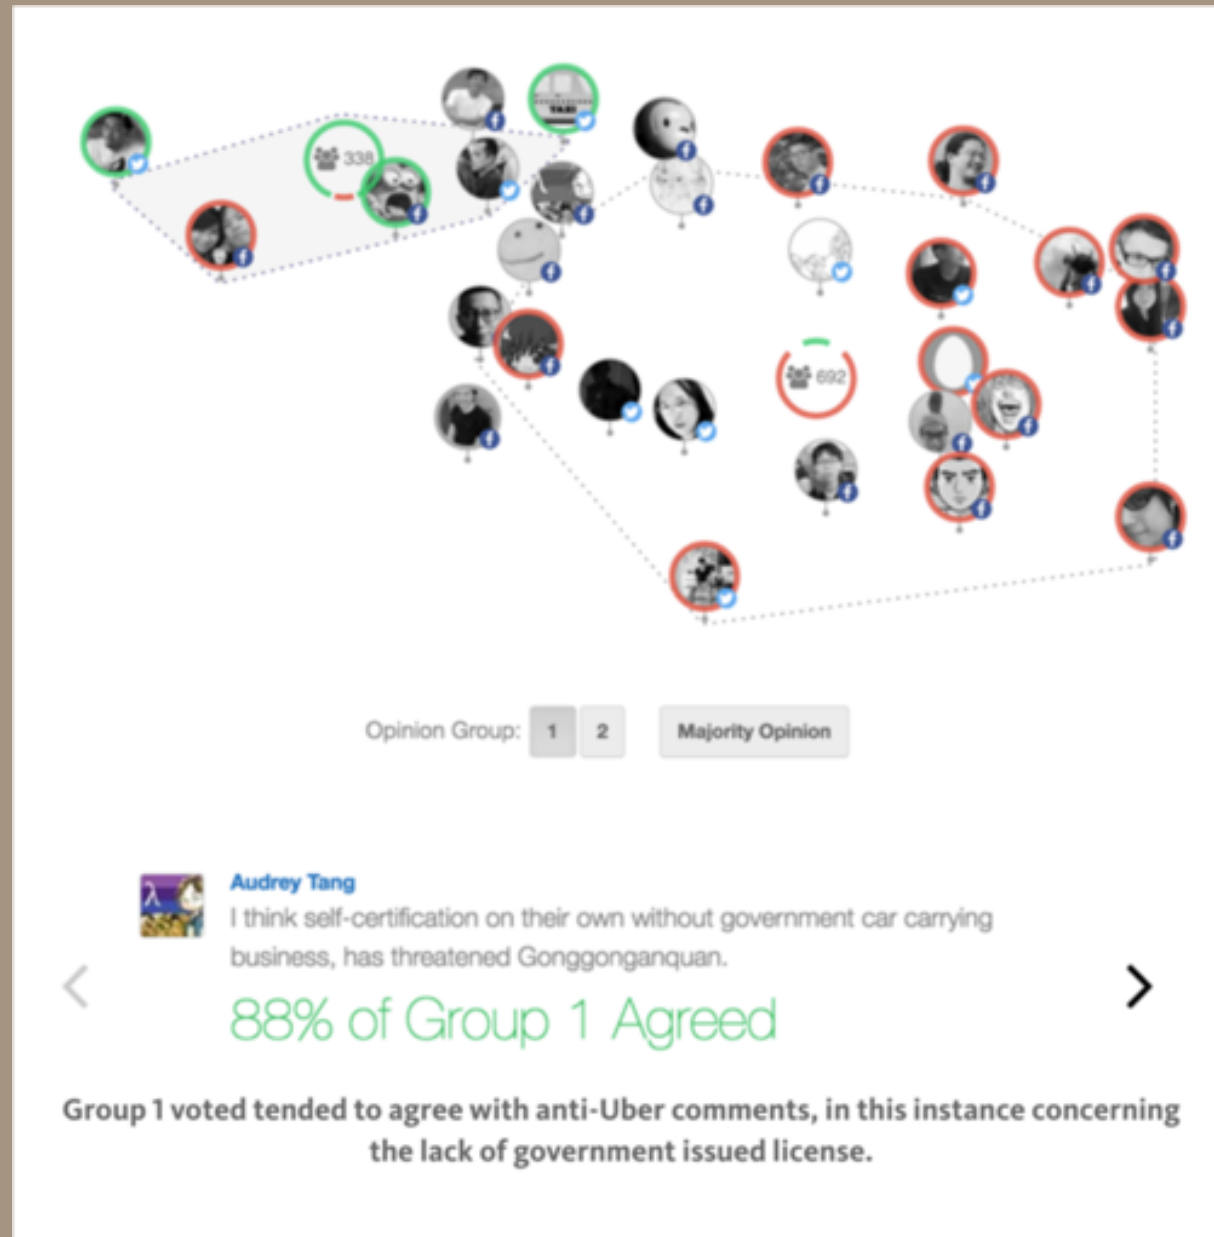 TAXI
338
692
Opinion Group: 1 2 Majority Opinion
λ
Audrey Tang
I think self-certification on their own without government car carrying
business, has threatened Gonggonganquan.
88% of Group 1 Agreed
Group 1 voted tended to agree with anti-Uber comments, in this instance concerning
the lack of government issued license.